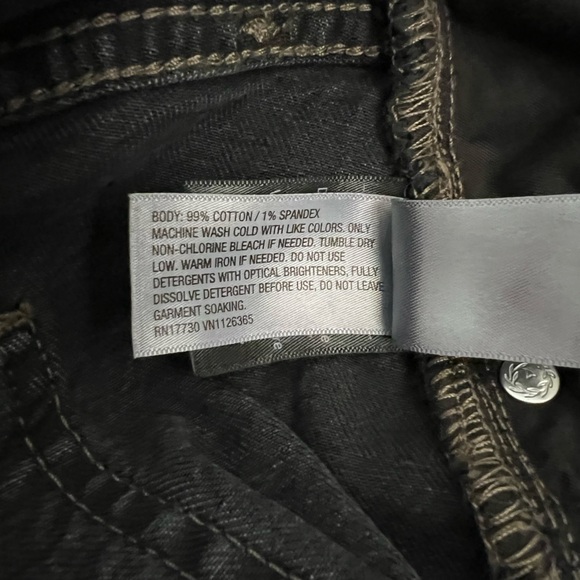 BODY: 99% COTTON / 1% SPANDEX
MACHINE WASH COLD WITH LIKE COLORS. ONLY
NON-CHLORINE BLEACH IF NEEDED. TUMBLE DRY
LOW. WARM IRON IF NEEDED. DO NOT USE
DETERGENTS WITH OPTICAL BRIGHTENERS, FULLY
DISSOLVE DETERGENT BEFORE USE, DO NOT LEAVE
GARMENT SOAKING.
RN17730 VN1126365